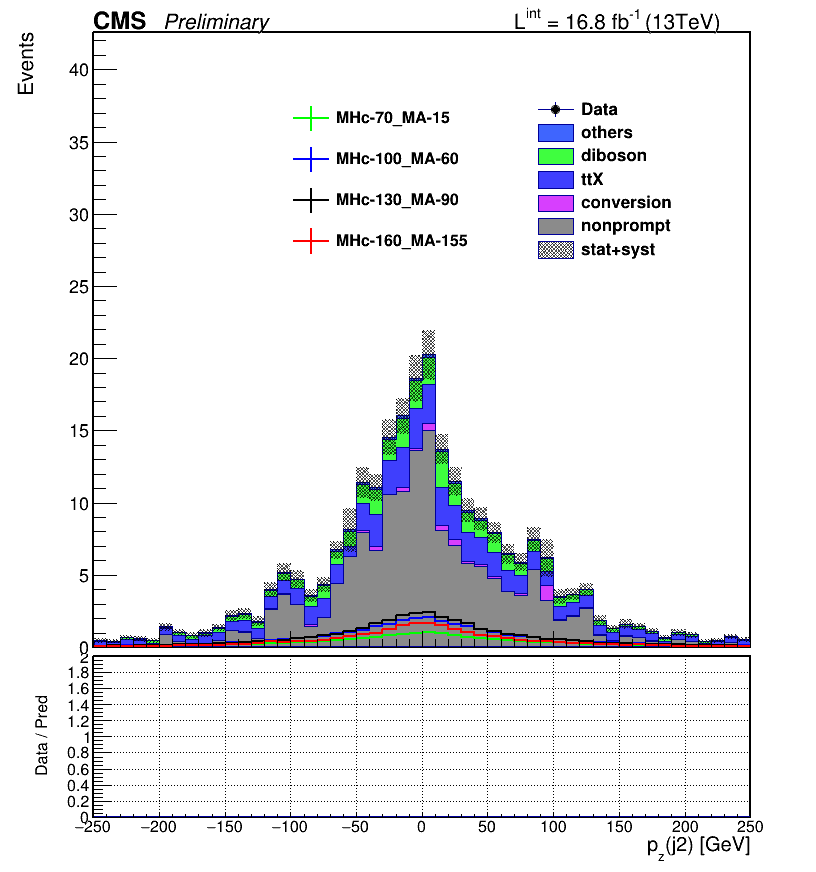 CMS Preliminary L^int = 16.8 fb^-1 (13TeV)
Events
40
35
30
25
20
15
10
5
0
MHc-70_MA-15
MHc-100_MA-60
MHc-130_MA-90
MHc-160_MA-155
Data
others
diboson
ttX
conversion
nonprompt
stat+syst
Data / Pred
2
1.8
1.6
1.4
1.2
1
0.8
0.6
0.4
0.2
0
−250 −200 −150 −100 −50 0 50 100 150 200 250
p_z(j2) [GeV]